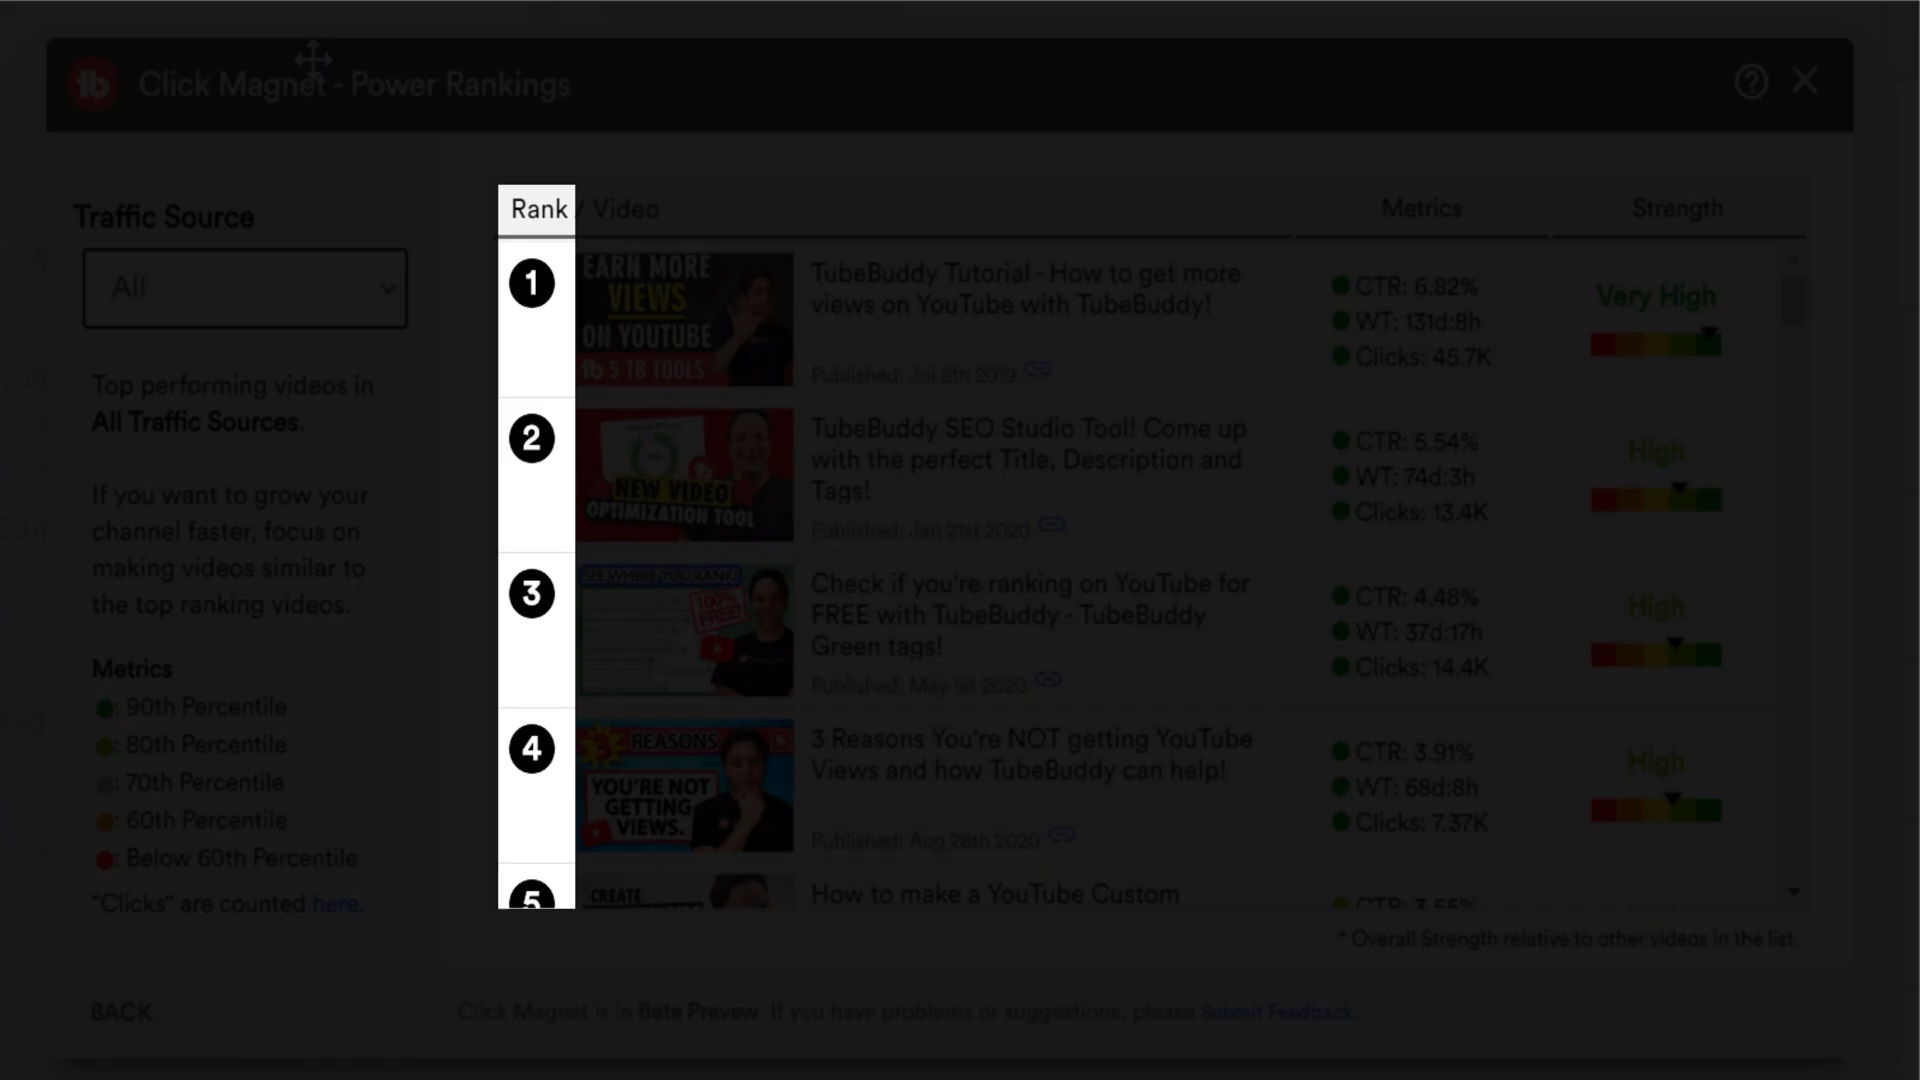 Click Magnet - Power Rankings
Traffic Source
All
Top performing videos in
All Traffic Sources.
If you want to grow your
channel faster, focus on
making videos similar to
the top ranking videos.
Metrics
: 90th Percentile
: 80th Percentile
: 70th Percentile
: 60th Percentile
: Below 60th Percentile
"Clicks" are counted here.
BACK
Rank / Video
Metrics
Strength
1
EARN MORE
VIEWS
ON YOUTUBE
tb 5 TB TOOLS
TubeBuddy Tutorial - How to get more
views on YouTube with TubeBuddy!
Published: Jul 8th 2019
CTR: 6.82%
WT: 131d:8h
Clicks: 45.7K
Very High
2
NEW VIDEO
OPTIMIZATION TOOL
TubeBuddy SEO Studio Tool! Come up
with the perfect Title, Description and
Tags!
Published: Jan 21st 2020
CTR: 5.54%
WT: 74d:3h
Clicks: 13.4K
High
3
SEE WHERE YOU RANK!
100%
FREE!
Check if you're ranking on YouTube for
FREE with TubeBuddy - TubeBuddy
Green tags!
Published: May 1st 2020
CTR: 4.48%
WT: 37d:17h
Clicks: 14.4K
High
4
3 REASONS
YOU'RE NOT
GETTING
VIEWS.
3 Reasons You're NOT getting YouTube
Views and how TubeBuddy can help!
Published: Aug 28th 2020
CTR: 3.91%
WT: 68d:8h
Clicks: 7.37K
High
5
CREATE
How to make a YouTube Custom
CTR: 3.55%
* Overall Strength relative to other videos in the list.
Click Magnet is in Beta Prevew. If you have problems or suggestions, please Submit Feedback.